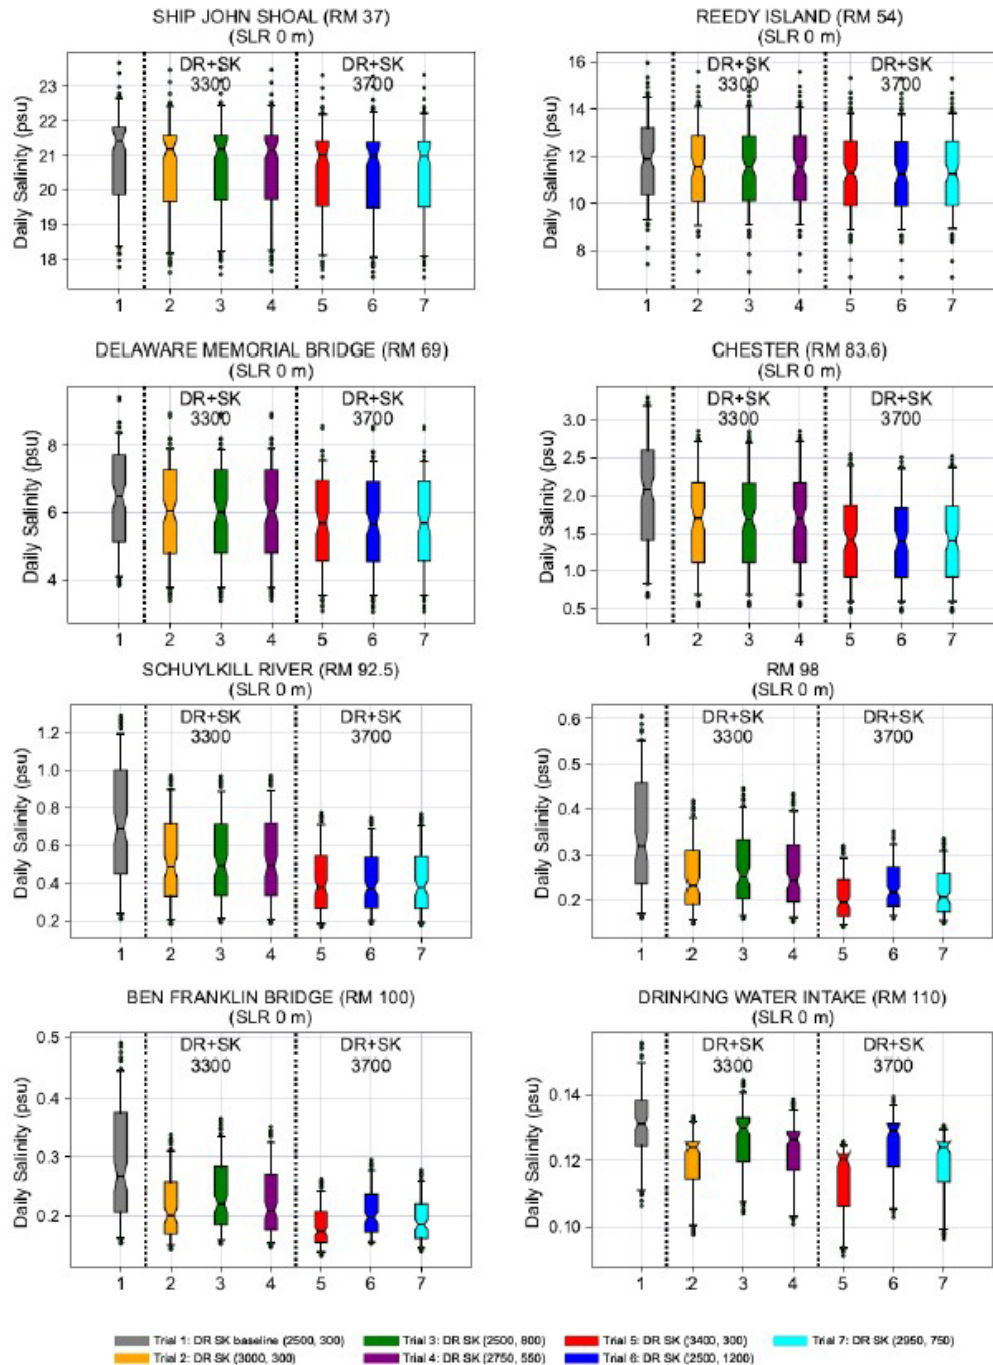 SHIP JOHN SHOAL (RM 37)
(SLR 0 m)
DR+SK
3300
DR+SK
3700
Daily Salinity (psu)
23
22
21
20
19
18
1 2 3 4 5 6 7
REEDY ISLAND (RM 54)
(SLR 0 m)
DR+SK
3300
DR+SK
3700
Daily Salinity (psu)
16
14
12
10
8
1 2 3 4 5 6 7
DELAWARE MEMORIAL BRIDGE (RM 69)
(SLR 0 m)
DR+SK
3300
DR+SK
3700
Daily Salinity (psu)
8
6
4
1 2 3 4 5 6 7
CHESTER (RM 83.6)
(SLR 0 m)
DR+SK
3300
DR+SK
3700
Daily Salinity (psu)
3.0
2.5
2.0
1.5
1.0
0.5
1 2 3 4 5 6 7
SCHUYLKILL RIVER (RM 92.5)
(SLR 0 m)
DR+SK
3300
DR+SK
3700
Daily Salinity (psu)
1.2
1.0
0.8
0.6
0.4
0.2
1 2 3 4 5 6 7
RM 98
(SLR 0 m)
DR+SK
3300
DR+SK
3700
Daily Salinity (psu)
0.6
0.5
0.4
0.3
0.2
1 2 3 4 5 6 7
BEN FRANKLIN BRIDGE (RM 100)
(SLR 0 m)
DR+SK
3300
DR+SK
3700
Daily Salinity (psu)
0.5
0.4
0.3
0.2
1 2 3 4 5 6 7
DRINKING WATER INTAKE (RM 110)
(SLR 0 m)
DR+SK
3300
DR+SK
3700
Daily Salinity (psu)
0.14
0.12
0.10
1 2 3 4 5 6 7
Trial 1: DR SK baseline (2500, 300)
Trial 2: DR SK (3000, 300)
Trial 3: DR SK (2500, 800)
Trial 4: DR SK (2750, 550)
Trial 5: DR SK (3400, 300)
Trial 6: DR SK (2500, 1200)
Trial 7: DR SK (2950, 750)